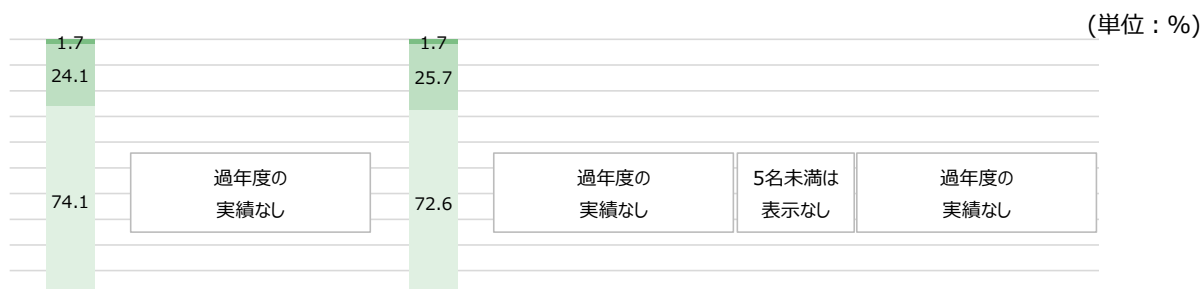 (単位：%)
1.7
24.1
74.1
過年度の
実績なし
1.7
25.7
72.6
過年度の
実績なし
5名未満は
表示なし
過年度の
実績なし